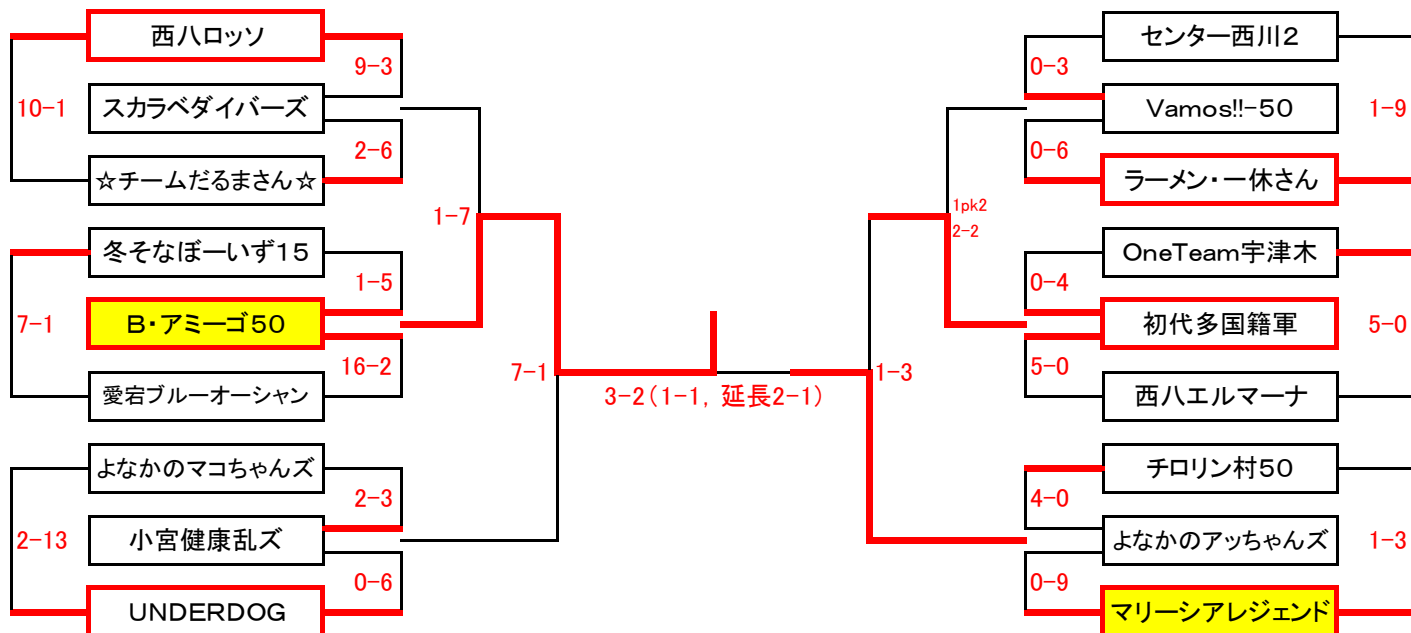 西八ロッソ
9-3
10-1
スカラベダイバーズ
2-6
☆チームだるまさん☆
1-7
冬そなぼーいず15
1-5
7-1
B・アミーゴ50
16-2
愛宕ブルーオーシャン
7-1
よなかのマコちゃんズ
2-3
2-13
小宮健康乱ズ
0-6
UNDERDOG
3-2(1-1, 延長2-1)
センター西川2
0-3
Vamos!!-50
1-9
0-6
ラーメン・一休さん
1pk2
2-2
OneTeam宇津木
0-4
初代多国籍軍
5-0
5-0
西八エルマーナ
1-3
チロリン村50
4-0
よなかのアッちゃんズ
1-3
0-9
マリーシアレジェンド